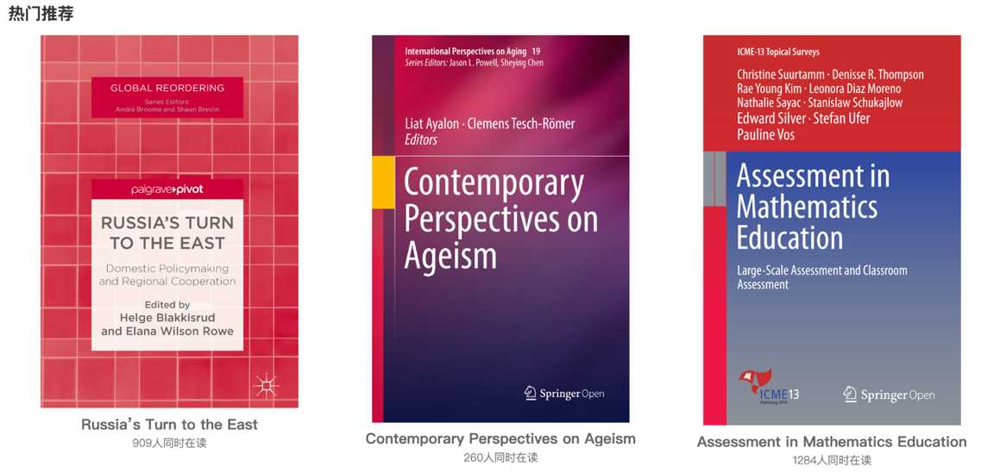 热门推荐
GLOBAL REORDERING
Series Editors:
André Broome and Shaun Breslin
palgrave pivot
RUSSIA'S TURN
TO THE EAST
Domestic Policymaking
and Regional Cooperation
Edited by
Helge Blakkisrud
and Elana Wilson Rowe
Russia's Turn to the East
909人同时在读
International Perspectives on Aging 19
Series Editors: Jason L. Powell, Sheying Chen
Liat Ayalon · Clemens Tesch-Römer
Editors
Contemporary
Perspectives on
Ageism
Springer Open
Contemporary Perspectives on Ageism
260人同时在读
ICME-13 Topical Surveys
Christine Suurtamm · Denisse R. Thompson
Rae Young Kim · Leonora Diaz Moreno
Nathalie Sayac · Stanislaw Schukajlow
Edward Silver · Stefan Ufer
Pauline Vos
Assessment in
Mathematics
Education
Large-Scale Assessment and Classroom
Assessment
ICME 13
Hamburg 2016
Springer Open
Assessment in Mathematics Education
1284人同时在读